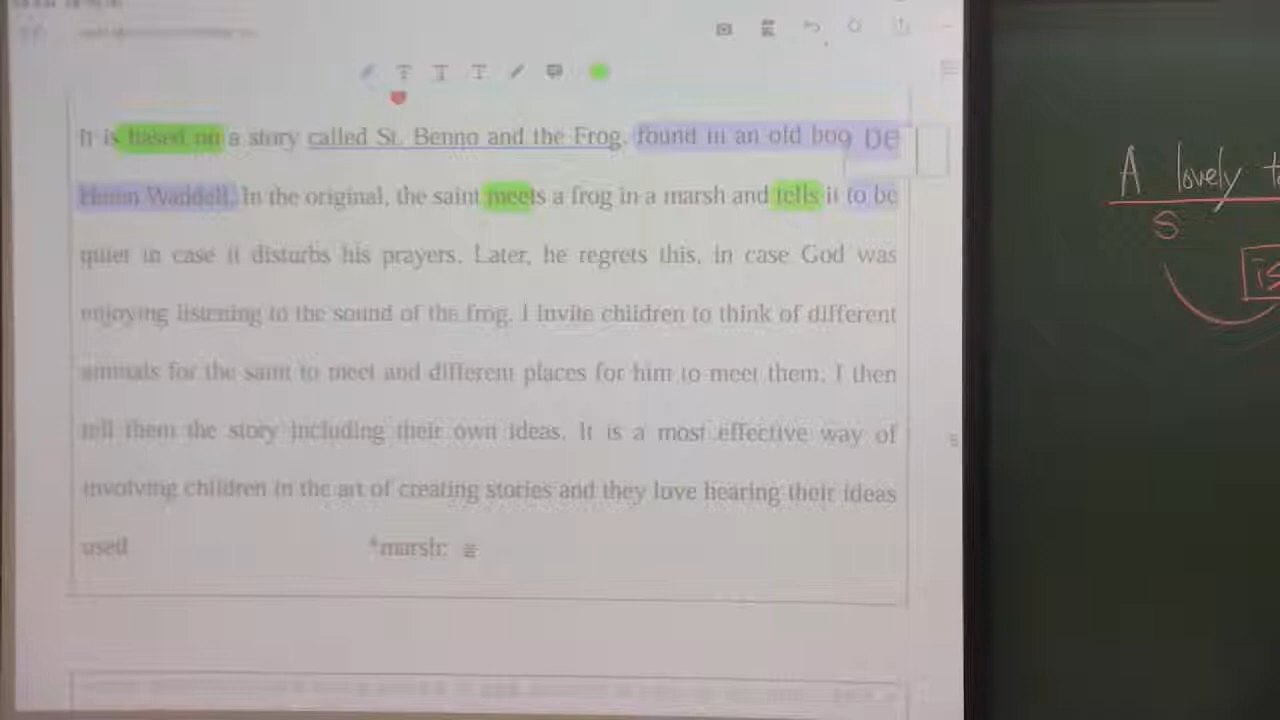 It is based on a story called St. Benno and the Frog, found in an old boo be
Helen Waddell. In the original, the saint meets a frog in a marsh and tells it to be
quiet in case it disturbs his prayers. Later, he regrets this, in case God was
enjoying listening to the sound of the frog. I invite children to think of different
animals for the saint to meet and different places for him to meet them. I then
tell them the story including their own ideas. It is a most effective way of
involving children in the art of creating stories and they love hearing their ideas
used
*marsh: 늪
A lovely
S
is